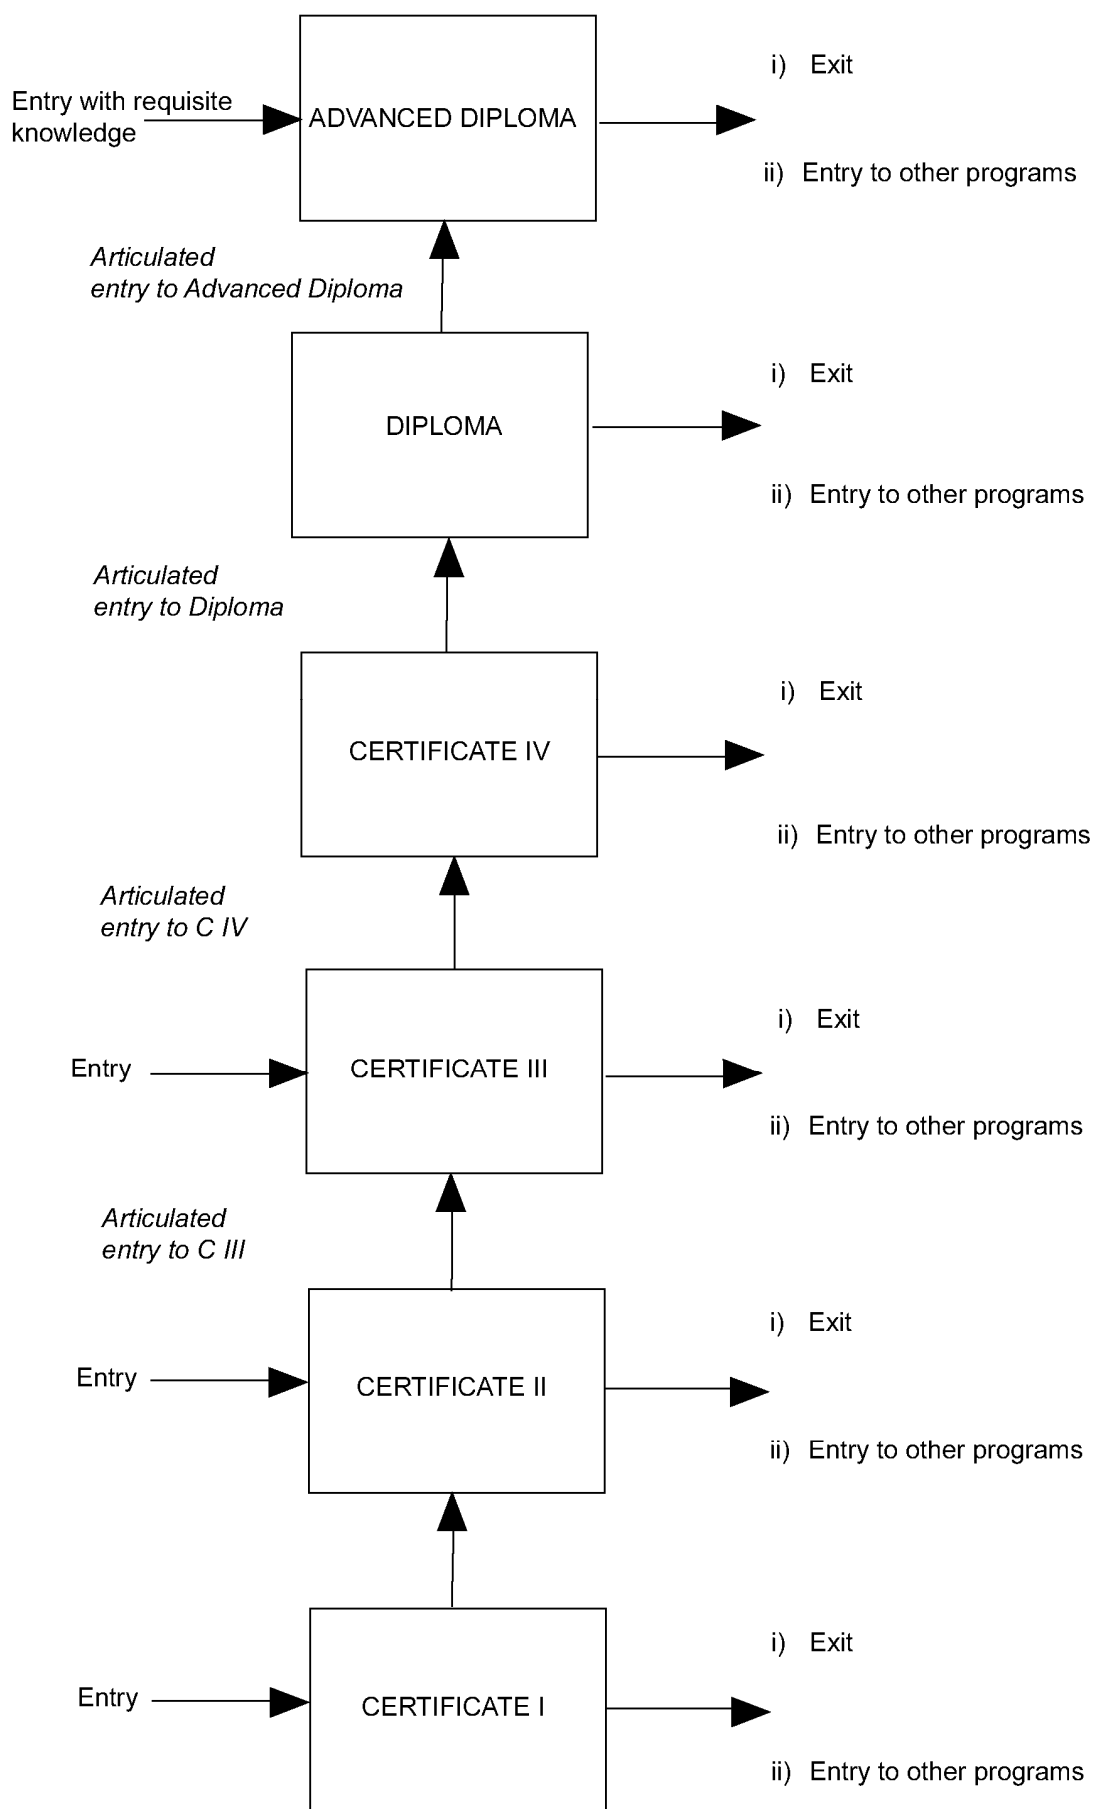 i) Exit
Entry with requisite
knowledge
ADVANCED DIPLOMA
ii) Entry to other programs
Articulated
entry to Advanced Diploma
i) Exit
DIPLOMA
ii) Entry to other programs
Articulated
entry to Diploma
i) Exit
CERTIFICATE IV
ii) Entry to other programs
Articulated
entry to C IV
i) Exit
Entry
CERTIFICATE III
ii) Entry to other programs
Articulated
entry to C III
i) Exit
Entry
CERTIFICATE II
ii) Entry to other programs
i) Exit
Entry
CERTIFICATE I
ii) Entry to other programs